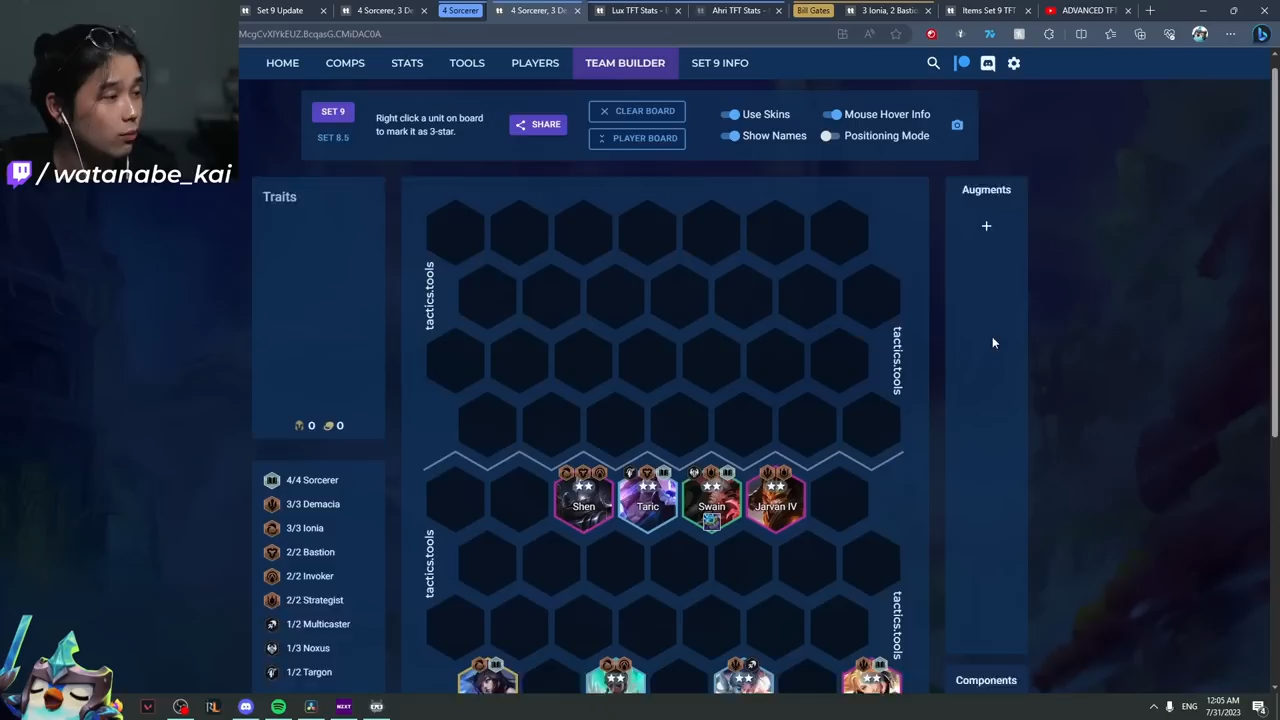 Set 9 Update
4 Sorcerer, 3 De
4 Sorcerer
4 Sorcerer, 3 De
Lux TFT Stats - 
Ahri TFT Stats - 
Bill Gates
3 Ionia, 2 Bastio
Items Set 9 TFT
ADVANCED TFT
McgCvXlYkEUZ.BcqasG.CMiDAC0A
HOME
COMPS
STATS
TOOLS
PLAYERS
TEAM BUILDER
SET 9 INFO
SET 9
SET 8.5
Right click a unit on board
to mark it as 3-star.
SHARE
CLEAR BOARD
PLAYER BOARD
Use Skins
Mouse Hover Info
Show Names
Positioning Mode
/ watanabe_kai
Traits
Augments
tactics.tools
tactics.tools
0 0
4/4 Sorcerer
3/3 Demacia
3/3 Ionia
2/2 Bastion
2/2 Invoker
2/2 Strategist
1/2 Multicaster
1/3 Noxus
1/2 Targon
Shen
Taric
Swain
Jarvan IV
tactics.tools
tactics.tools
Components
NZXT
ENG
12:05 AM
7/31/2023